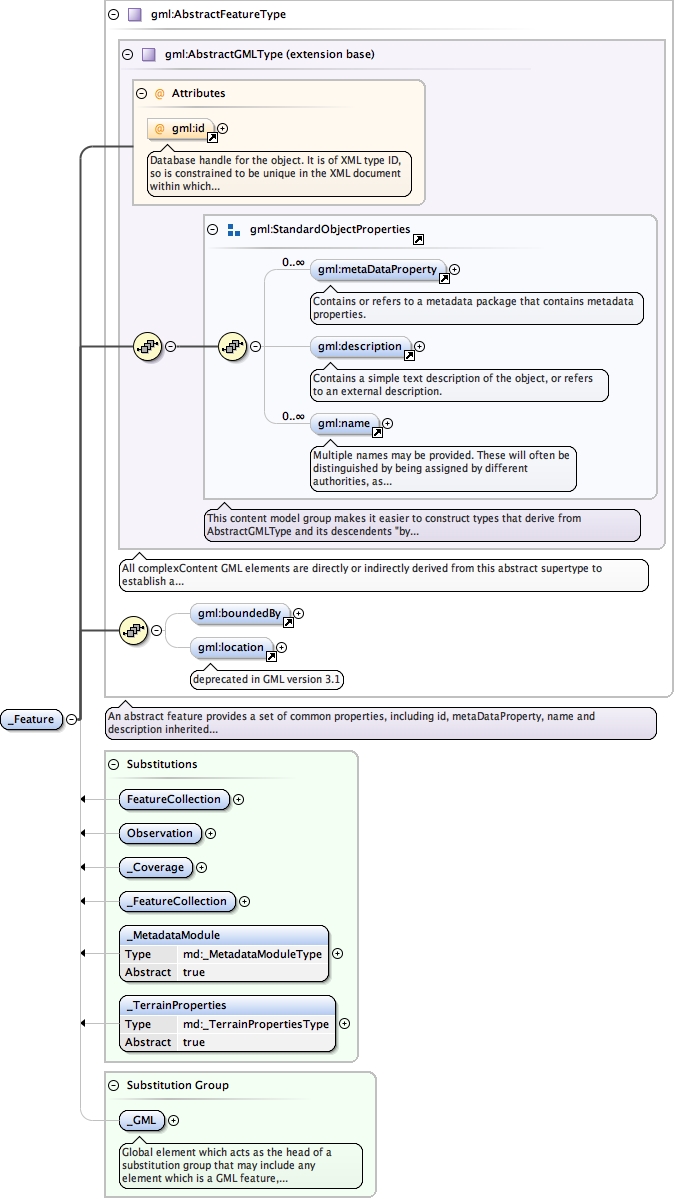 gml:AbstractFeatureType
gml:AbstractGMLType (extension base)
@ Attributes
@ gml:id
Database handle for the object. It is of XML type ID,
so is constrained to be unique in the XML document
within which...
gml:StandardObjectProperties
0..∞
gml:metaDataProperty
Contains or refers to a metadata package that contains metadata
properties.
gml:description
Contains a simple text description of the object, or refers
to an external description.
0..∞
gml:name
Multiple names may be provided. These will often be
distinguished by being assigned by different
authorities, as...
This content model group makes it easier to construct types that derive from
AbstractGMLType and its descendents "by...
All complexContent GML elements are directly or indirectly derived from this abstract supertype to
establish a...
gml:boundedBy
gml:location
deprecated in GML version 3.1
_Feature
An abstract feature provides a set of common properties, including id, metaDataProperty, name and
description inherited...
Substitutions
FeatureCollection
Observation
_Coverage
_FeatureCollection
_MetadataModule
Type md:_MetadataModuleType
Abstract true
_TerrainProperties
Type md:_TerrainPropertiesType
Abstract true
Substitution Group
_GML
Global element which acts as the head of a
substitution group that may include any
element which is a GML feature,...